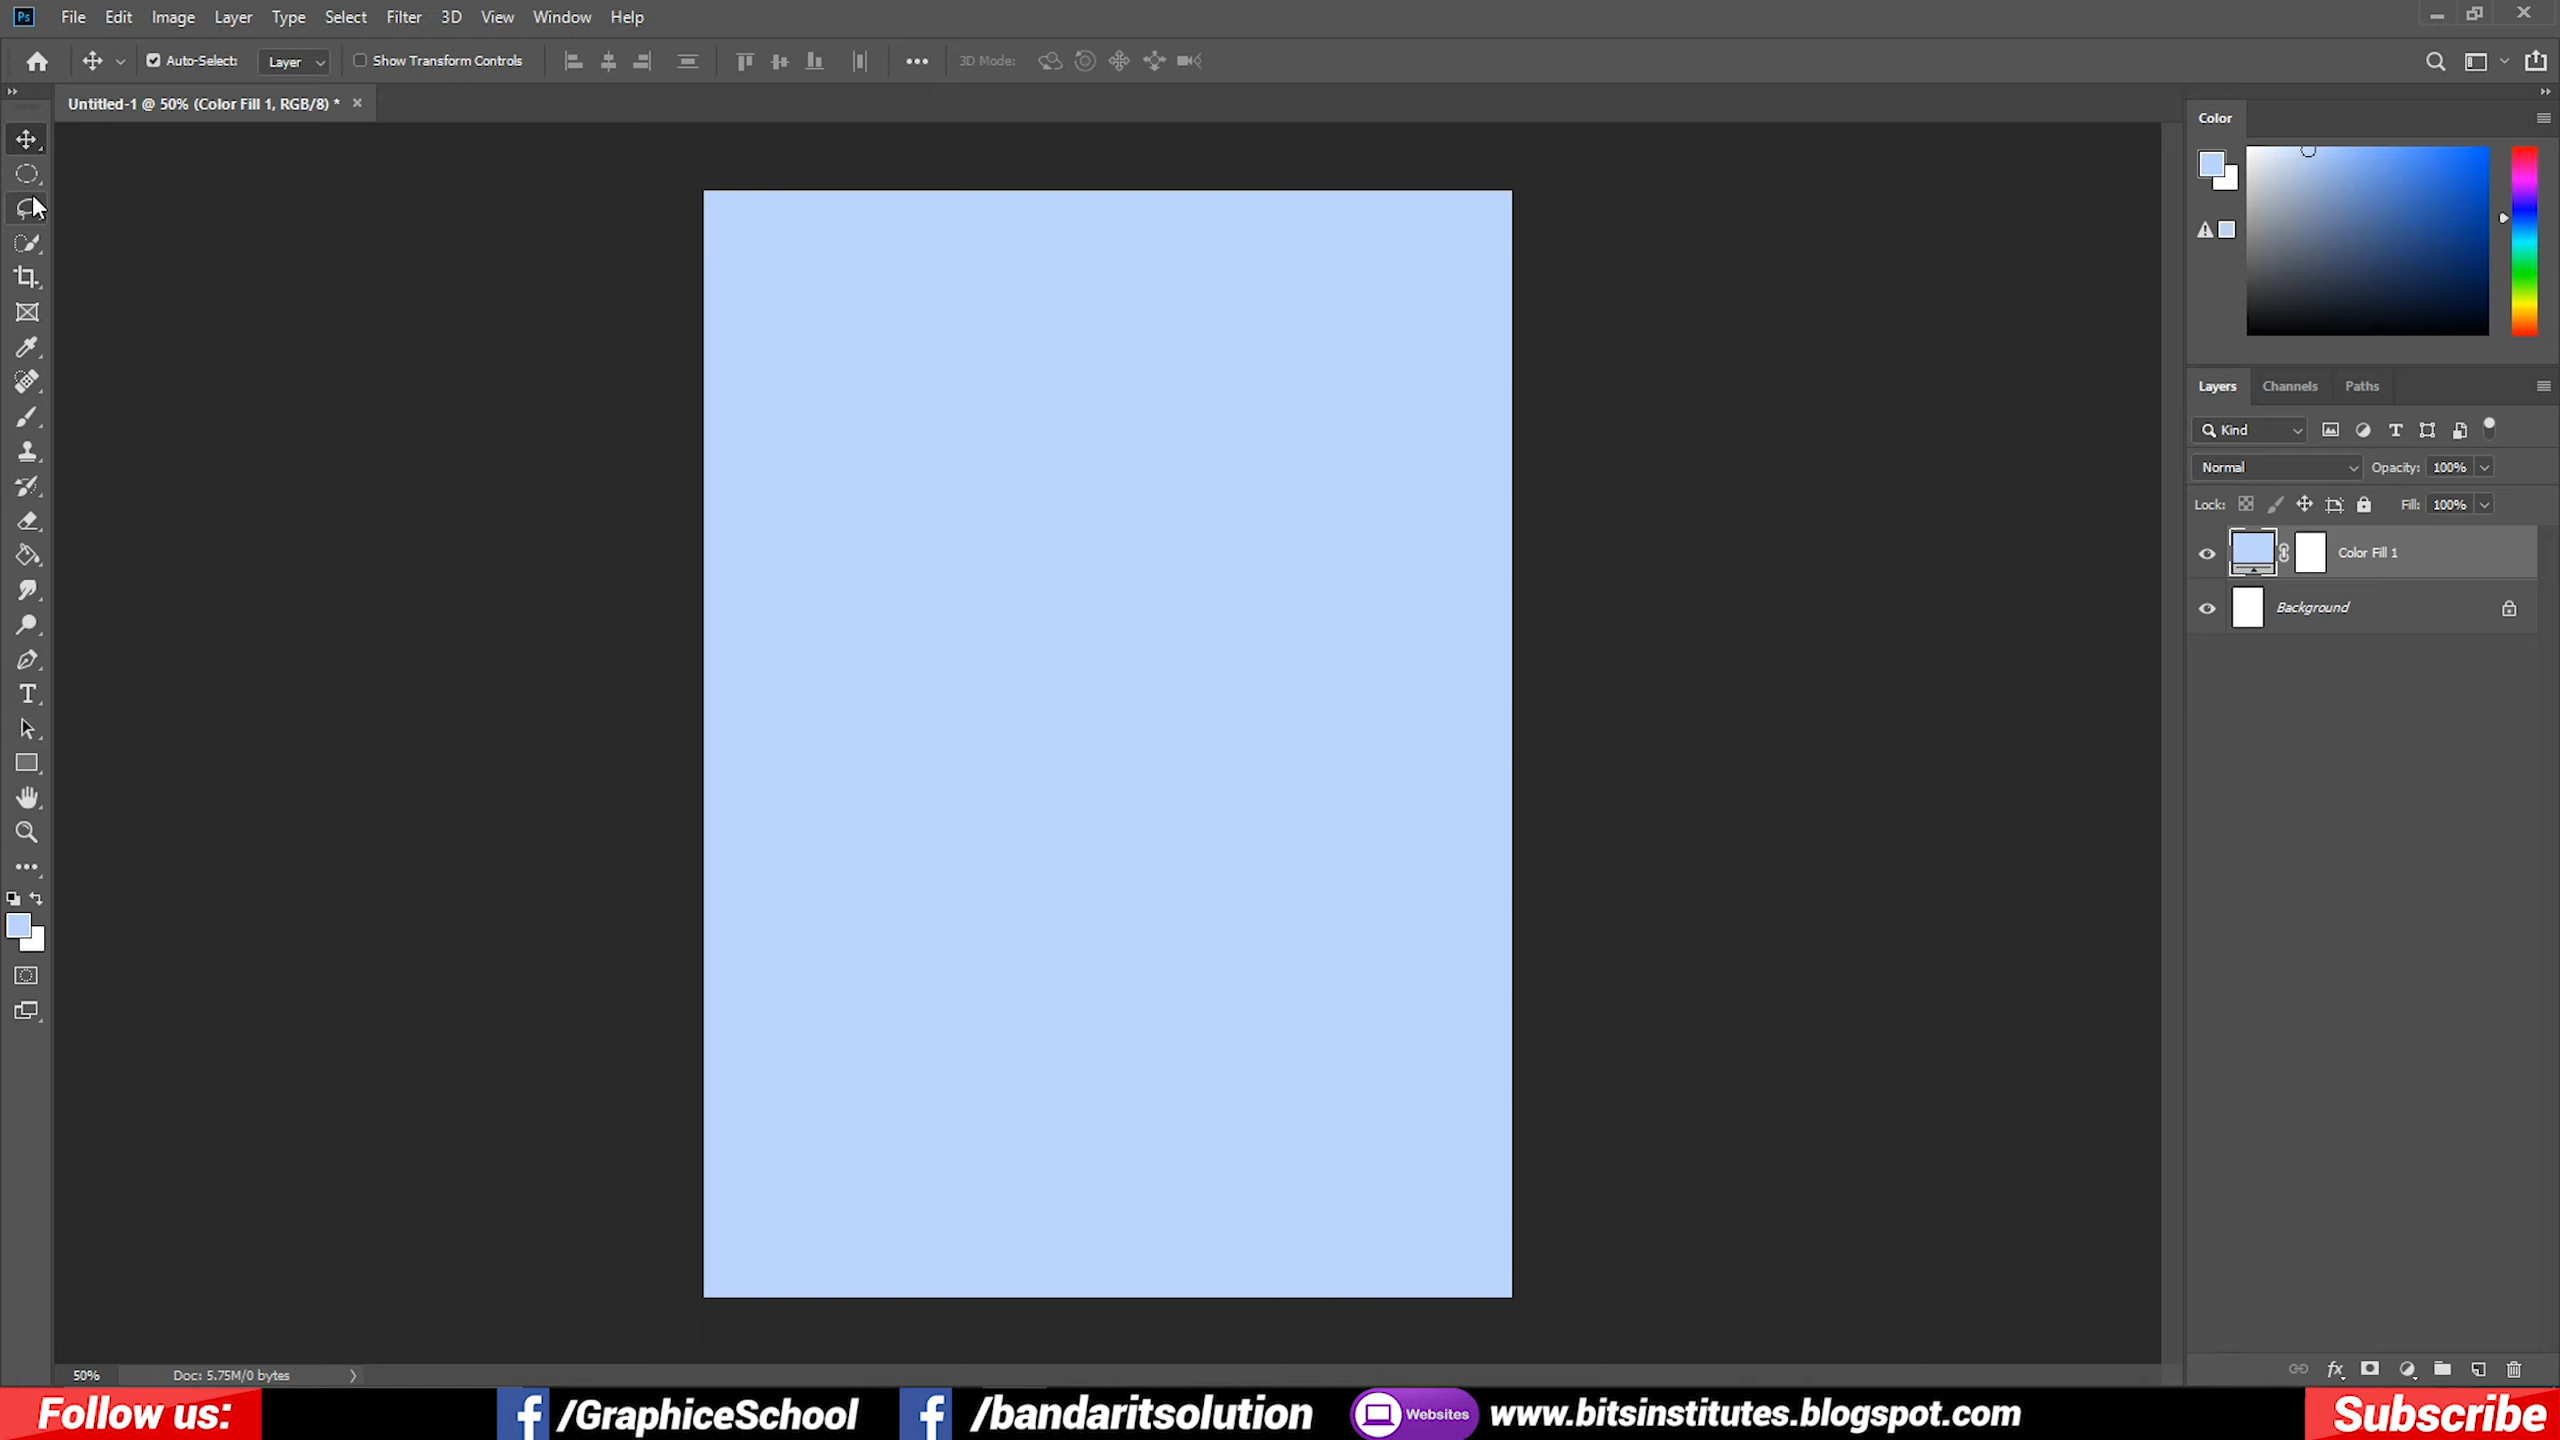 Ps File Edit Image Layer Type Select Filter 3D View Window Help
Auto-Select: Layer Show Transform Controls 3D Mode:
Untitled-1 @ 50% (Color Fill 1, RGB/8) *
Color
Layers Channels Paths
Kind
Normal Opacity: 100%
Lock: Fill: 100%
Color Fill 1
Background
50% Doc: 5.75M/0 bytes
Follow us: /GraphiceSchool /bandaritsolution Websites www.bitsinstitutes.blogspot.com Subscribe